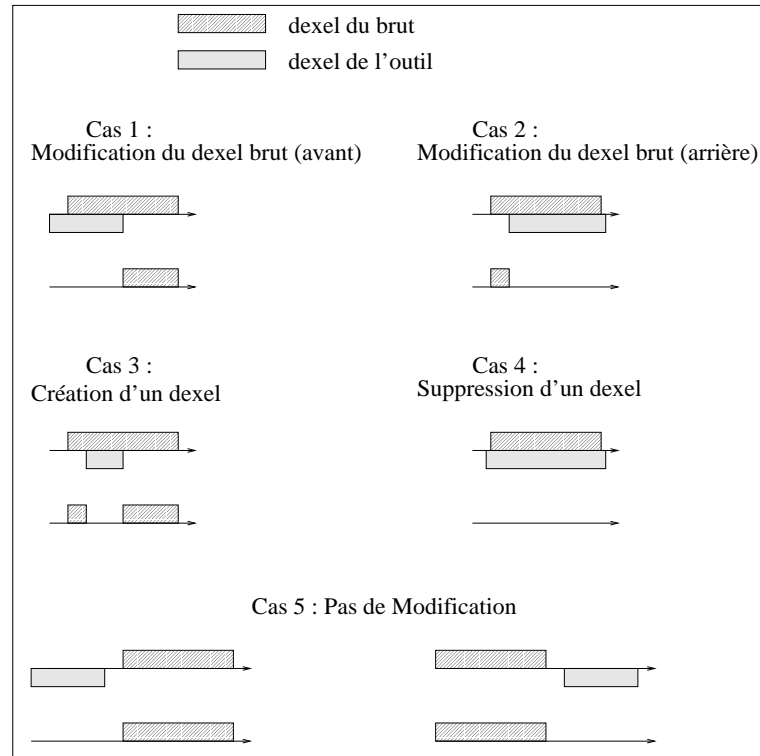 dexel du brut
dexel de l'outil
Cas 1 :
Modification du dexel brut (avant)
Cas 2 :
Modification du dexel brut (arrière)
Cas 3 :
Création d'un dexel
Cas 4 :
Suppression d'un dexel
Cas 5 : Pas de Modification